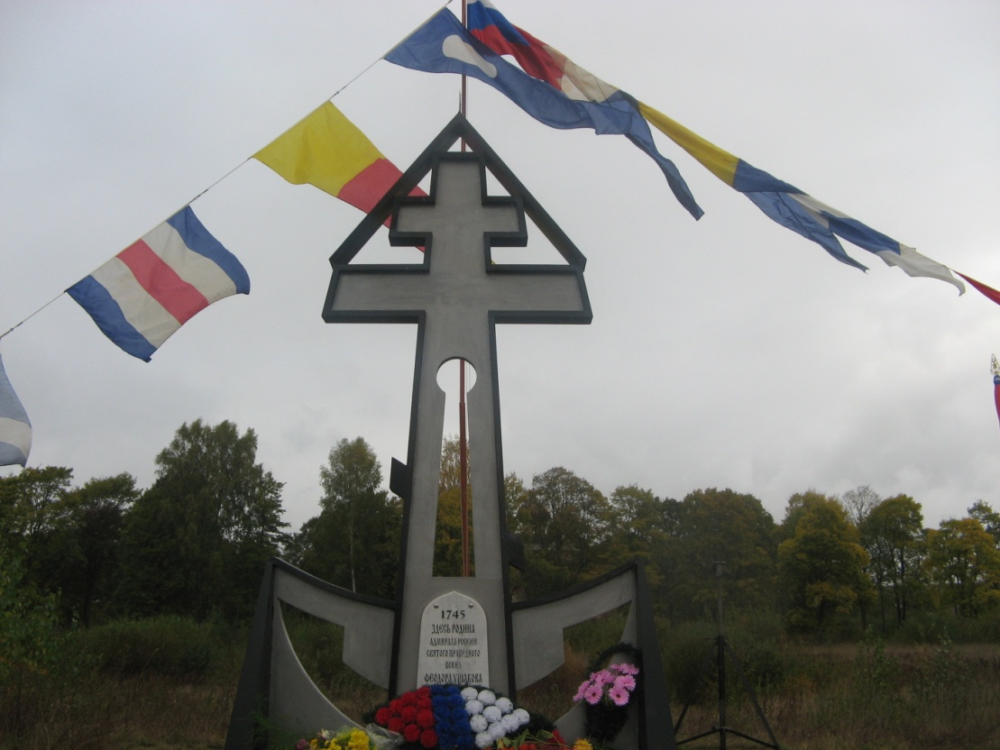 1745
ЗДЕСЬ РОДИНА
АДМИРАЛА РОССИИ
СВЯТОГО ПРАВЕДНОГО
ВОИНА
ФЕОДОРА УШАКОВА